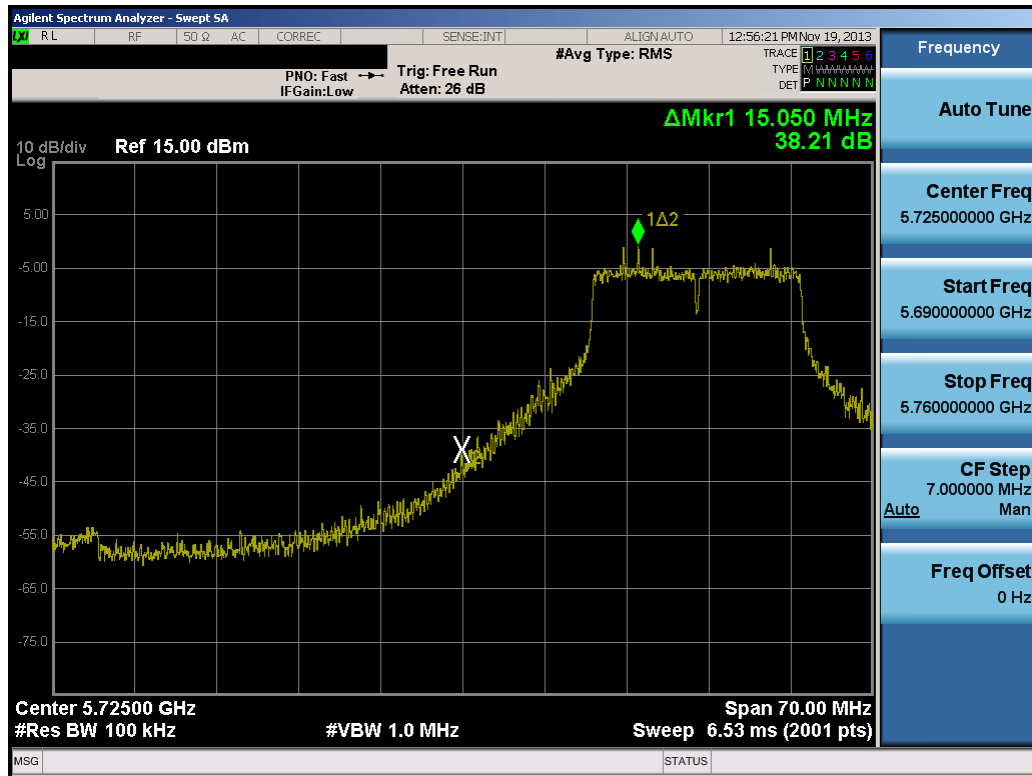 Agilent Spectrum Analyzer - Swept SA
LXI RL RF 50 Ω AC CORREC SENSE:INT ALIGN AUTO 12:56:21 PM Nov 19, 2013
#Avg Type: RMS
TRACE 1 2 3 4 5 6
TYPE M
DET P N N N N N
PNO: Fast
IFGain:Low
Trig: Free Run
Atten: 26 dB
ΔMkr1 15.050 MHz
38.21 dB
10 dB/div
Log
Ref 15.00 dBm
5.00
-5.00
-15.0
-25.0
-35.0
-45.0
-55.0
-65.0
-75.0
1Δ2
X
Center 5.72500 GHz
#Res BW 100 kHz
#VBW 1.0 MHz
Span 70.00 MHz
Sweep 6.53 ms (2001 pts)
MSG
STATUS
Frequency
Auto Tune
Center Freq
5.725000000 GHz
Start Freq
5.690000000 GHz
Stop Freq
5.760000000 GHz
CF Step
7.000000 MHz
Auto Man
Freq Offset
0 Hz